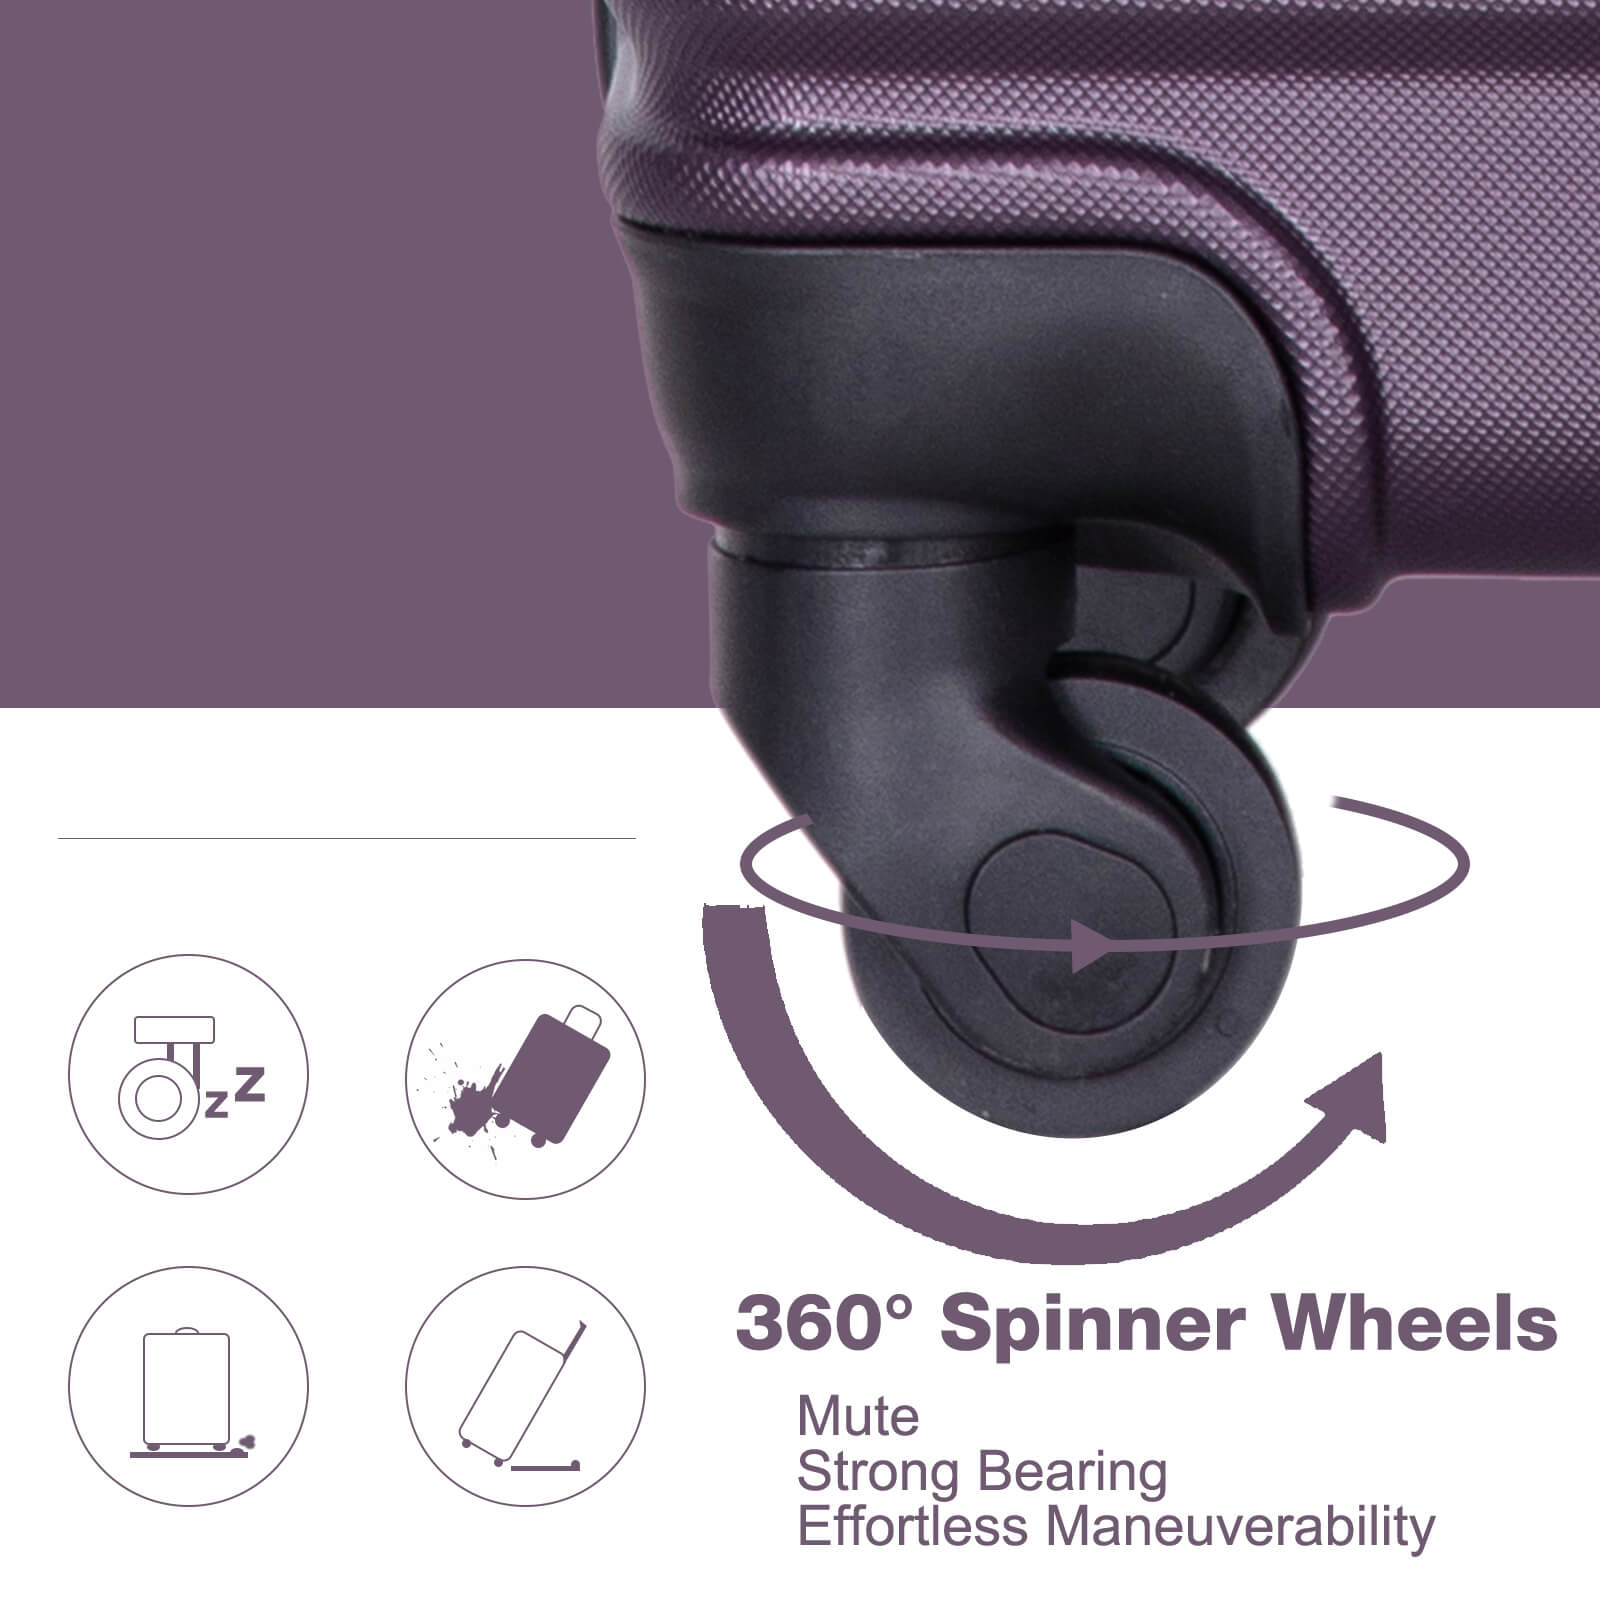 z Z
360° Spinner Wheels
Mute
Strong Bearing
Effortless Maneuverability